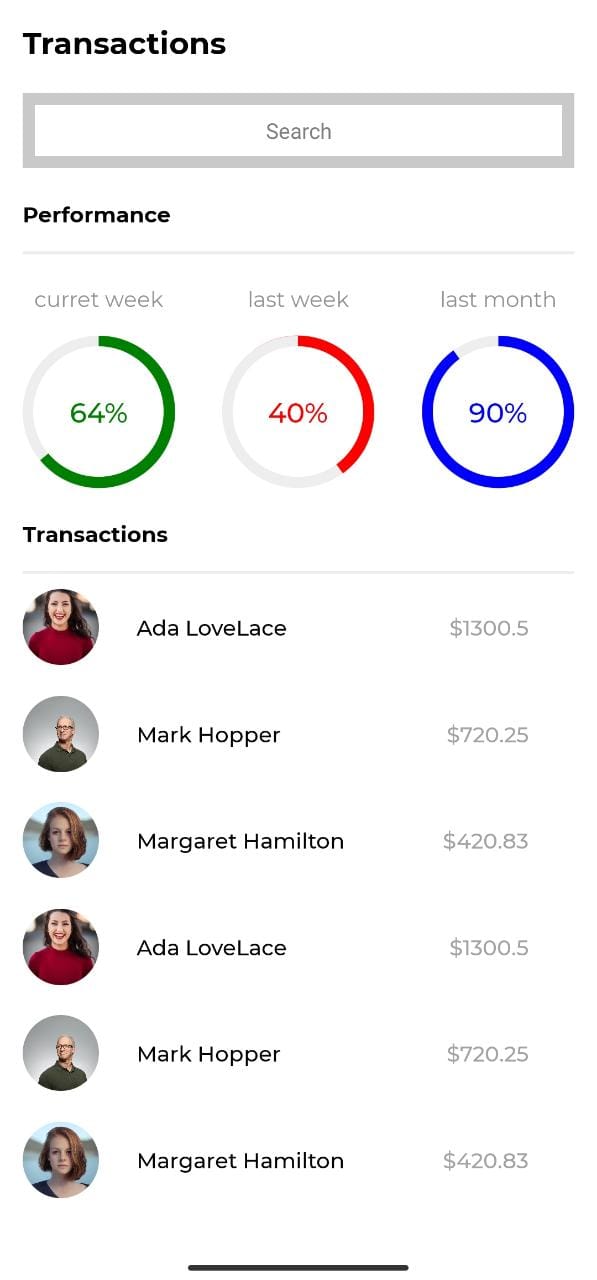 Transactions
Search
Performance
curret week last week last month
64% 40% 90%
Transactions
Ada LoveLace $1300.5
Mark Hopper $720.25
Margaret Hamilton $420.83
Ada LoveLace $1300.5
Mark Hopper $720.25
Margaret Hamilton $420.83